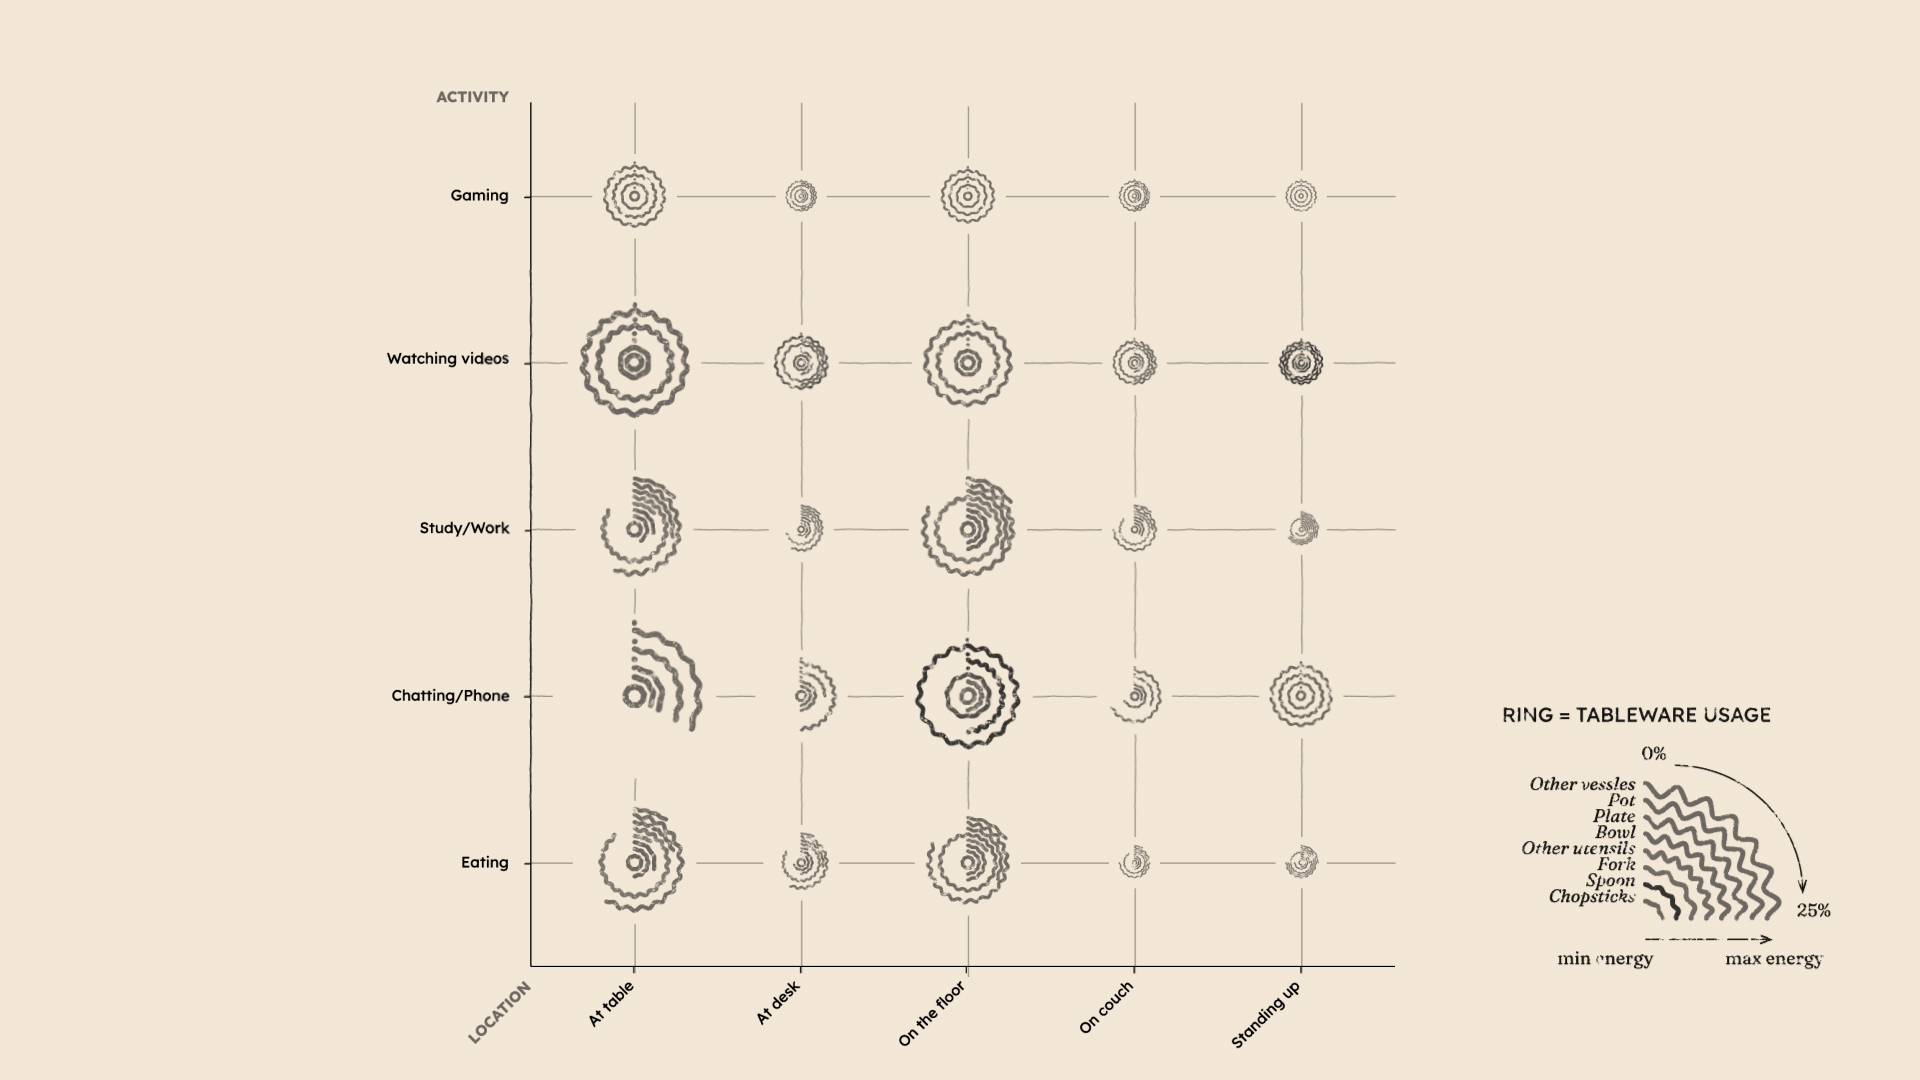 ACTIVITY
Gaming
Watching videos
Study/Work
Chatting/Phone
Eating
LOCATION
At table
At desk
On the floor
On couch
Standing up
RING = TABLEWARE USAGE
0%
Other vessles
Pot
Plate
Bowl
Other utensils
Fork
Spoon
Chopsticks
25%
min energy
max energy